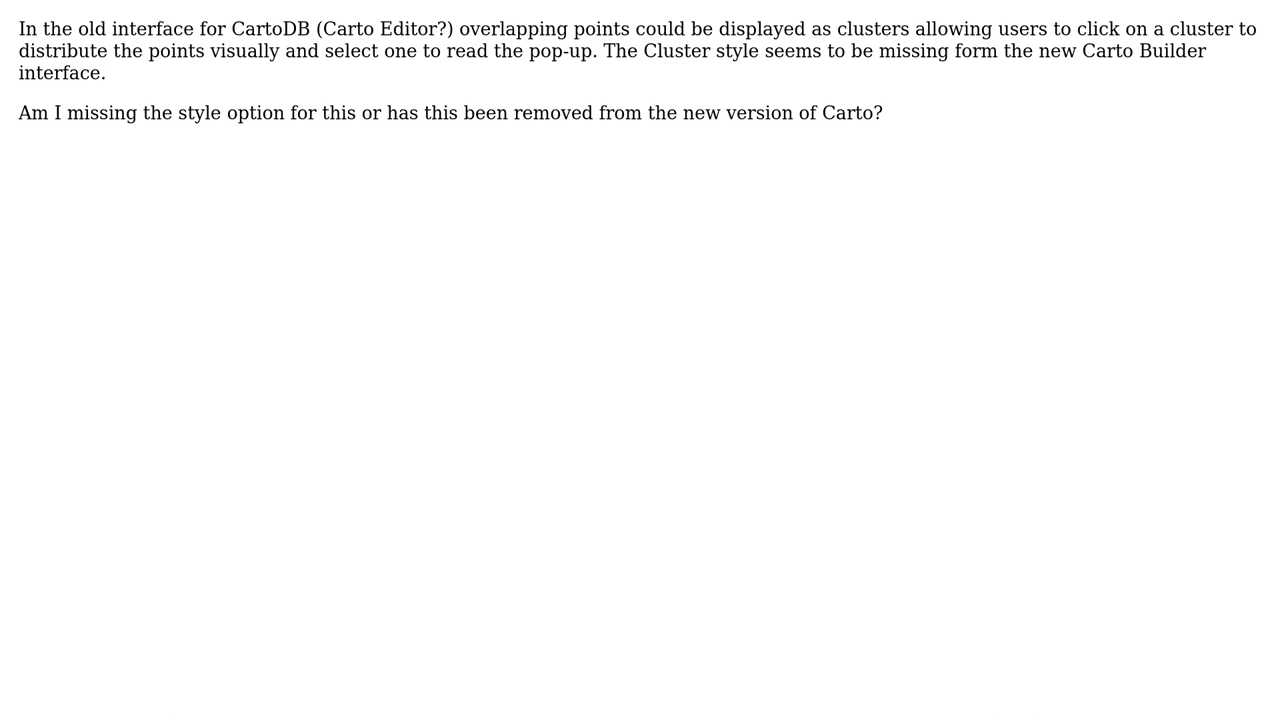 In the old interface for CartoDB (Carto Editor?) overlapping points could be displayed as clusters allowing users to click on a cluster to
distribute the points visually and select one to read the pop-up. The Cluster style seems to be missing form the new Carto Builder
interface.
Am I missing the style option for this or has this been removed from the new version of Carto?